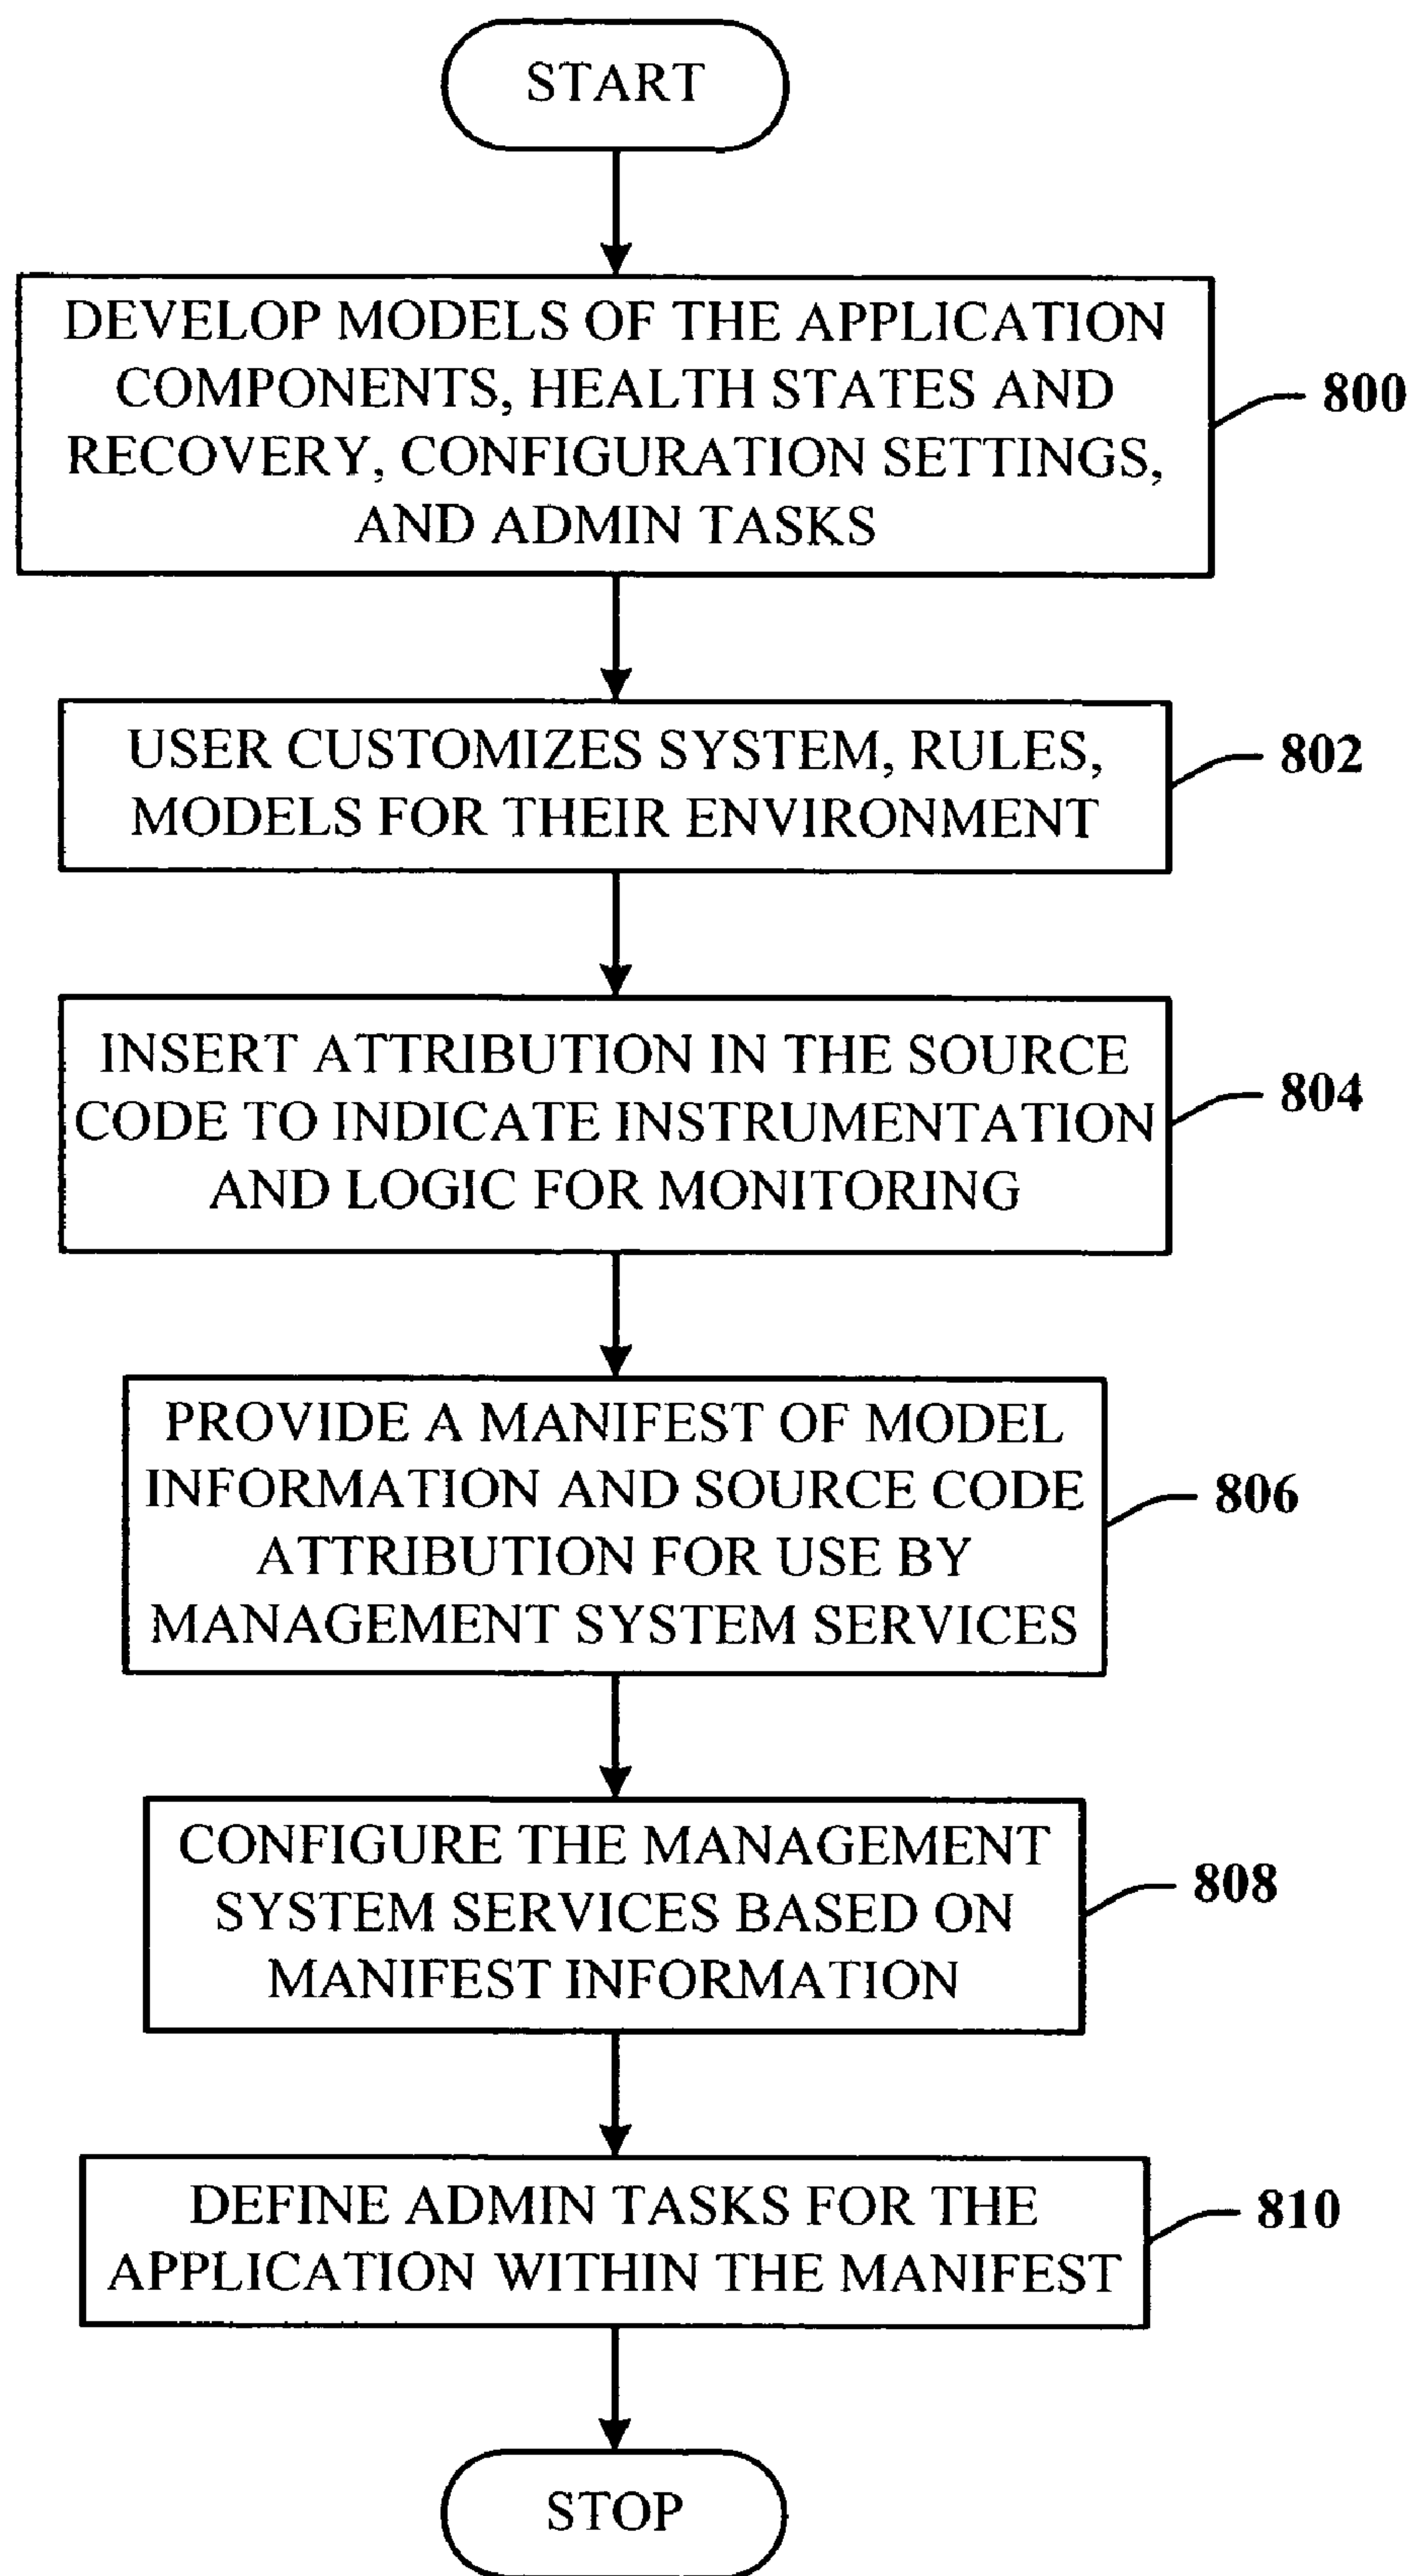 START
DEVELOP MODELS OF THE APPLICATION
COMPONENTS, HEALTH STATES AND
RECOVERY, CONFIGURATION SETTINGS,
AND ADMIN TASKS
800
USER CUSTOMIZES SYSTEM, RULES,
MODELS FOR THEIR ENVIRONMENT
802
INSERT ATTRIBUTION IN THE SOURCE
CODE TO INDICATE INSTRUMENTATION
AND LOGIC FOR MONITORING
804
PROVIDE A MANIFEST OF MODEL
INFORMATION AND SOURCE CODE
ATTRIBUTION FOR USE BY
MANAGEMENT SYSTEM SERVICES
806
CONFIGURE THE MANAGEMENT
SYSTEM SERVICES BASED ON
MANIFEST INFORMATION
808
DEFINE ADMIN TASKS FOR THE
APPLICATION WITHIN THE MANIFEST
810
STOP